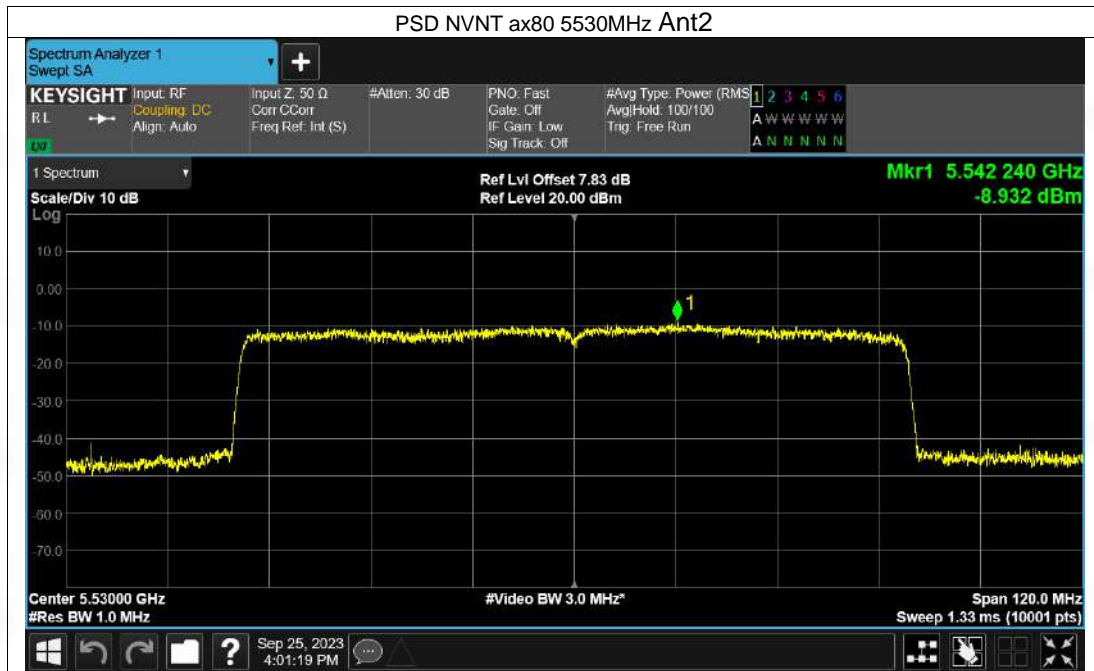 PSD NVNT ax80 5530MHz Ant2
Spectrum Analyzer 1
Swept SA
+
KEYSIGHT Input: RF Input Z: 50 Ω #Atten: 30 dB PNO: Fast #Avg Type: Power (RMS 1 2 3 4 5 6
RL Coupling: DC Corr CCorr Gate: Off Avg|Hold: 100/100 A W W W W W
Align: Auto Freq Ref: Int (S) IF Gain: Low Trig: Free Run
Sig Track: Off A N N N N N
LXI
1 Spectrum Ref Lvl Offset 7.83 dB Mkr1 5.542 240 GHz
Scale/Div 10 dB Ref Level 20.00 dBm -8.932 dBm
Log
10.0
0.00
1
-10.0
-20.0
-30.0
-40.0
-50.0
-60.0
-70.0
Center 5.53000 GHz #Video BW 3.0 MHz* Span 120.0 MHz
#Res BW 1.0 MHz Sweep 1.33 ms (10001 pts)
? Sep 25, 2023
4:01:19 PM